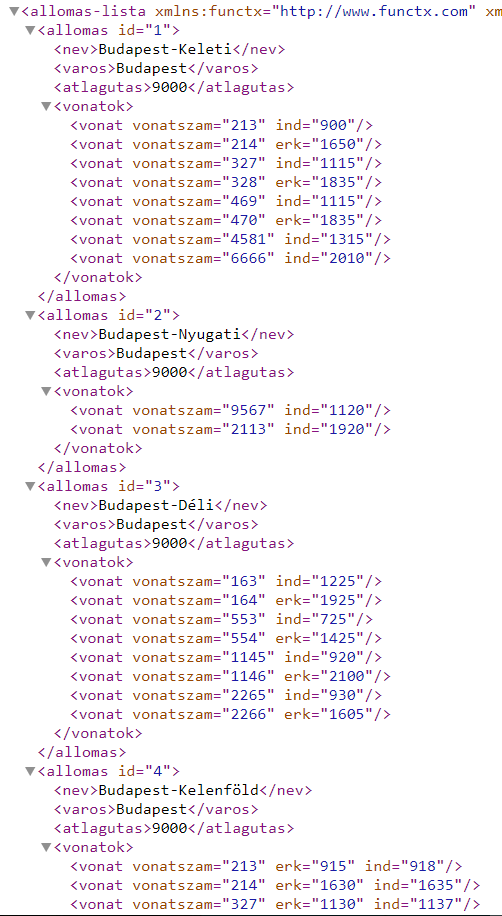 ▼<allomas-lista xmlns:functx="http://www.functx.com" xm
▼<allomas id="1">
<nev>Budapest-Keleti</nev>
<varos>Budapest</varos>
<atlagutas>9000</atlagutas>
▼<vonatok>
<vonat vonatszam="213" ind="900"/>
<vonat vonatszam="214" erk="1650"/>
<vonat vonatszam="327" ind="1115"/>
<vonat vonatszam="328" erk="1835"/>
<vonat vonatszam="469" ind="1115"/>
<vonat vonatszam="470" erk="1835"/>
<vonat vonatszam="4581" ind="1315"/>
<vonat vonatszam="6666" ind="2010"/>
</vonatok>
</allomas>
▼<allomas id="2">
<nev>Budapest-Nyugati</nev>
<varos>Budapest</varos>
<atlagutas>9000</atlagutas>
▼<vonatok>
<vonat vonatszam="9567" ind="1120"/>
<vonat vonatszam="2113" ind="1920"/>
</vonatok>
</allomas>
▼<allomas id="3">
<nev>Budapest-Déli</nev>
<varos>Budapest</varos>
<atlagutas>9000</atlagutas>
▼<vonatok>
<vonat vonatszam="163" ind="1225"/>
<vonat vonatszam="164" erk="1925"/>
<vonat vonatszam="553" ind="725"/>
<vonat vonatszam="554" erk="1425"/>
<vonat vonatszam="1145" ind="920"/>
<vonat vonatszam="1146" erk="2100"/>
<vonat vonatszam="2265" ind="930"/>
<vonat vonatszam="2266" erk="1605"/>
</vonatok>
</allomas>
▼<allomas id="4">
<nev>Budapest-Kelenföld</nev>
<varos>Budapest</varos>
<atlagutas>9000</atlagutas>
▼<vonatok>
<vonat vonatszam="213" erk="915" ind="918"/>
<vonat vonatszam="214" erk="1630" ind="1635"/>
<vonat vonatszam="327" erk="1130" ind="1137"/>